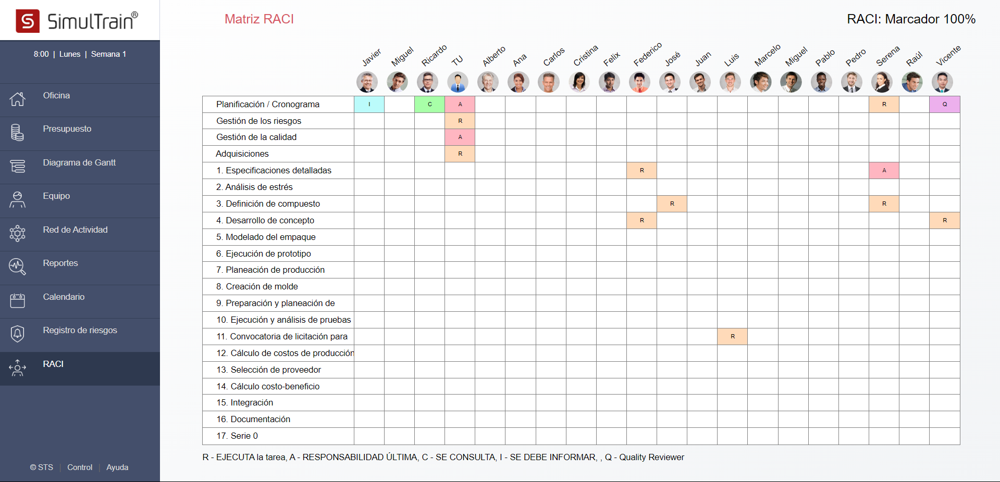 SimulTrain®
8:00 | Lunes | Semana 1
Oficina
Presupuesto
Diagrama de Gantt
Equipo
Red de Actividad
Reportes
Calendario
Registro de riesgos
RACI
© STS | Control | Ayuda
Matriz RACI
RACI: Marcador 100%
Javier Miguel Ricardo TU Alberto Ana Carlos Cristina Felix Federico José Juan Luis Marcelo Miguel Pablo Pedro Serena Raúl Vicente
Planificación / Cronograma I C A R Q
Gestión de los riesgos R
Gestión de la calidad A
Adquisiciones R
1. Especificaciones detalladas R A
2. Análisis de estrés
3. Definición de compuesto R R
4. Desarrollo de concepto R R
5. Modelado del empaque
6. Ejecución de prototipo
7. Planeación de producción
8. Creación de molde
9. Preparación y planeación de
10. Ejecución y análisis de pruebas
11. Convocatoria de licitación para R
12. Cálculo de costos de producción
13. Selección de proveedor
14. Cálculo costo-beneficio
15. Integración
16. Documentación
17. Serie 0
R - EJECUTA la tarea, A - RESPONSABILIDAD ÚLTIMA, C - SE CONSULTA, I - SE DEBE INFORMAR, , Q - Quality Reviewer